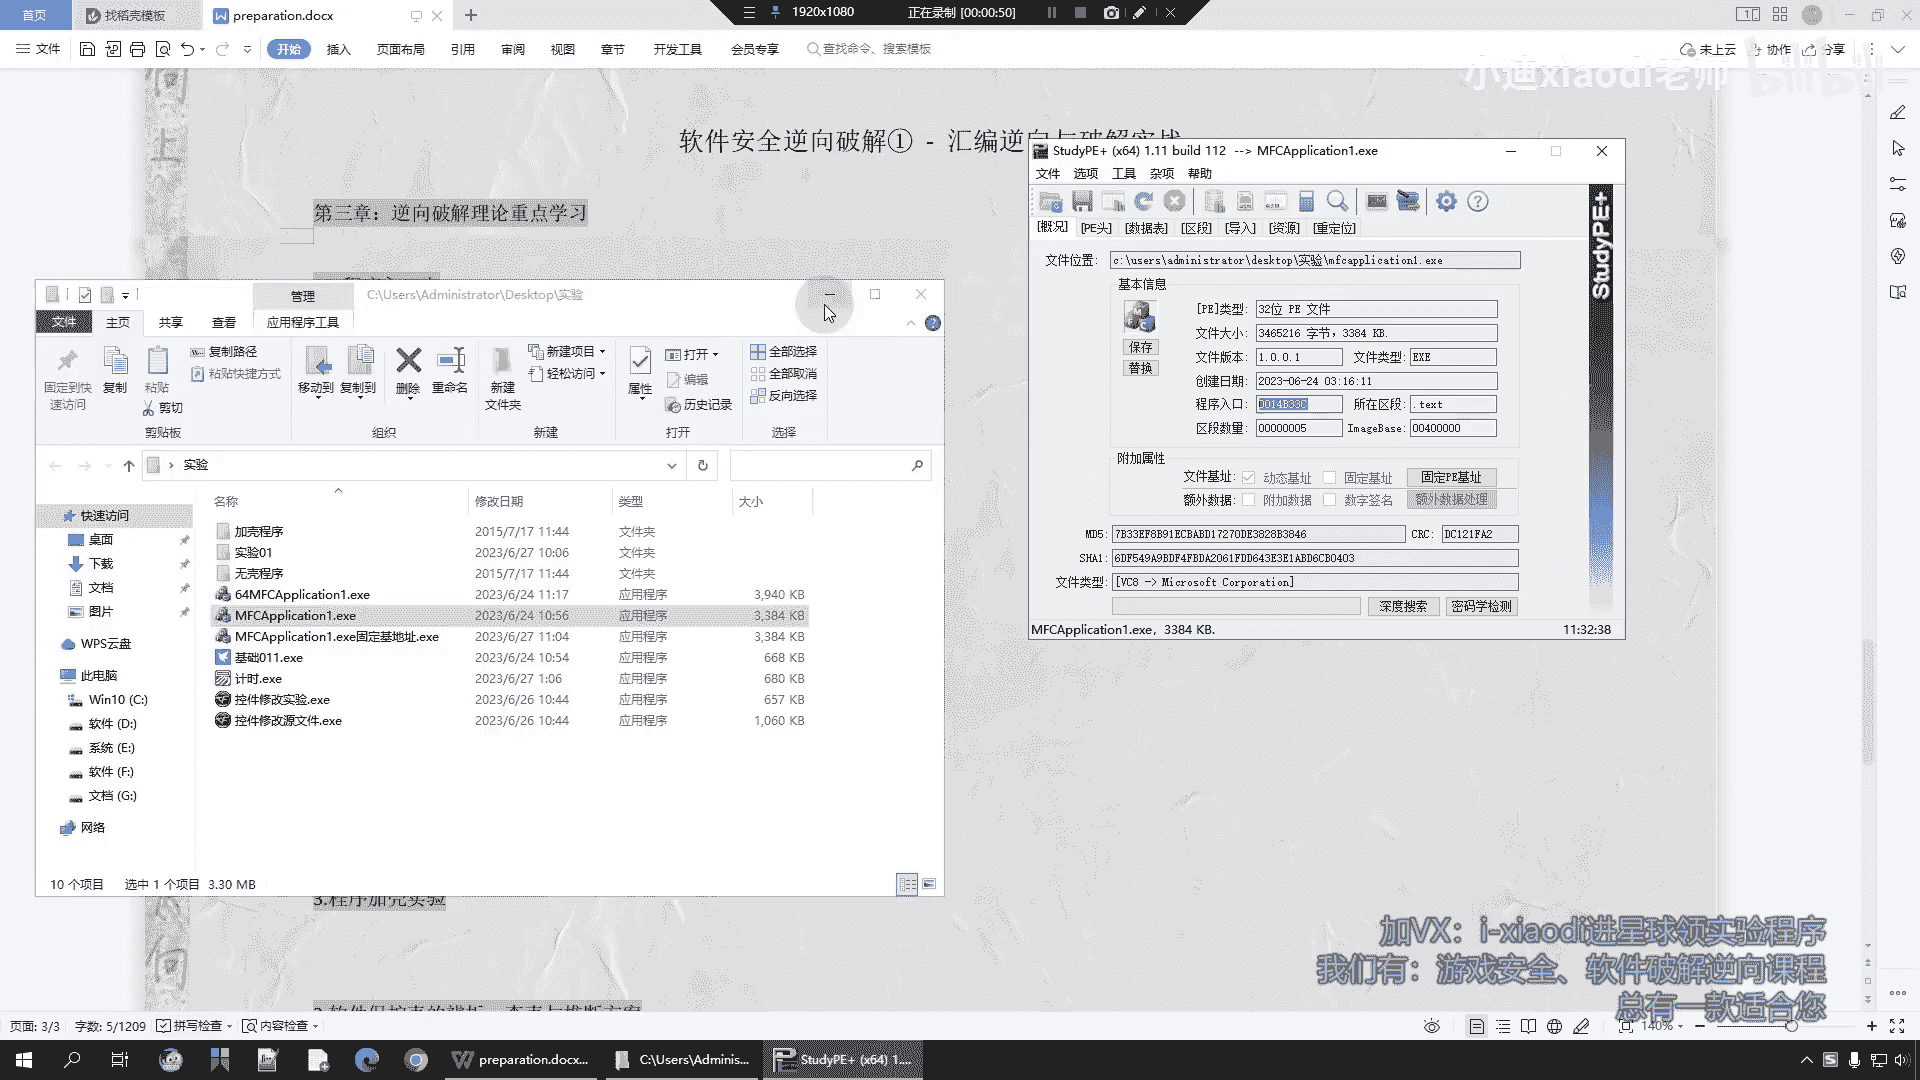 首页
找稻壳模板
preparation.docx
1920x1080
正在录制 [00:00:50]
文件
开始
插入
页面布局
引用
审阅
视图
章节
开发工具
会员专享
查找命令、搜索模板
未上云
协作
分享
小迪xiaodi老师
软件安全逆向破解① - 汇编逆向与破解实战
第三章：逆向破解理论重点学习
管理
C:\Users\Administrator\Desktop\实验
文件
主页
共享
查看
应用程序工具
固定到快速访问
复制
粘贴
复制路径
粘贴快捷方式
剪切
剪贴板
移动到
复制到
删除
重命名
组织
新建文件夹
新建项目
轻松访问
新建
属性
打开
编辑
历史记录
打开
全部选择
全部取消
反向选择
选择
实验
名称
修改日期
类型
大小
快速访问
桌面
下载
文档
图片
WPS云盘
此电脑
Win10 (C:)
软件 (D:)
系统 (E:)
软件 (F:)
文档 (G:)
网络
加壳程序 2015/7/17 11:44 文件夹
实验01 2023/6/27 10:06 文件夹
无壳程序 2015/7/17 11:44 文件夹
64MFCApplication1.exe 2023/6/24 11:17 应用程序 3,940 KB
MFCApplication1.exe 2023/6/24 10:56 应用程序 3,384 KB
MFCApplication1.exe固定基地址.exe 2023/6/27 11:04 应用程序 3,384 KB
基础011.exe 2023/6/24 10:54 应用程序 668 KB
计时.exe 2023/6/27 1:06 应用程序 680 KB
控件修改实验.exe 2023/6/26 10:44 应用程序 657 KB
控件修改源文件.exe 2023/6/26 10:44 应用程序 1,060 KB
10 个项目 选中 1 个项目 3.30 MB
StudyPE+ (x64) 1.11 build 112 --> MFCApplication1.exe
文件 选项 工具 杂项 帮助
[概况] [PE头] [数据表] [区段] [导入] [资源] [重定位]
文件位置: c:\users\administrator\desktop\实验\mfcapplication1.exe
基本信息
保存
替换
[PE]类型: 32位 PE 文件
文件大小: 3465216 字节, 3384 KB.
文件版本: 1.0.0.1 文件类型: EXE
创建日期: 2023-06-24 03:16:11
程序入口: 0014B33C 所在区段: .text
区段数量: 00000005 ImageBase: 00400000
附加属性
文件基址: 动态基址 固定基址 固定PE基址
额外数据: 附加数据 数字签名 额外数据处理
MD5: 7B33EF8B91ECBABD17270DE3828B3846 CRC: DC121FA2
SHA1: 6DF549A9BDF4FBDA2061FDD643E3E1ABD6CB0403
文件类型: [VC8 -> Microsoft Corporation]
深度搜索 密码学检测
MFCApplication1.exe, 3384 KB. 11:32:38
StudyPE+
3.程序加壳实验
加VX：i-xiaodi进星球领实验程序
我们有：游戏安全、软件破解逆向课程
总有一款适合您
页面: 3/3 字数: 5/1209 拼写检查 内容检查
140%
preparation.docx...
C:\Users\Adminis...
StudyPE+ (x64) 1....